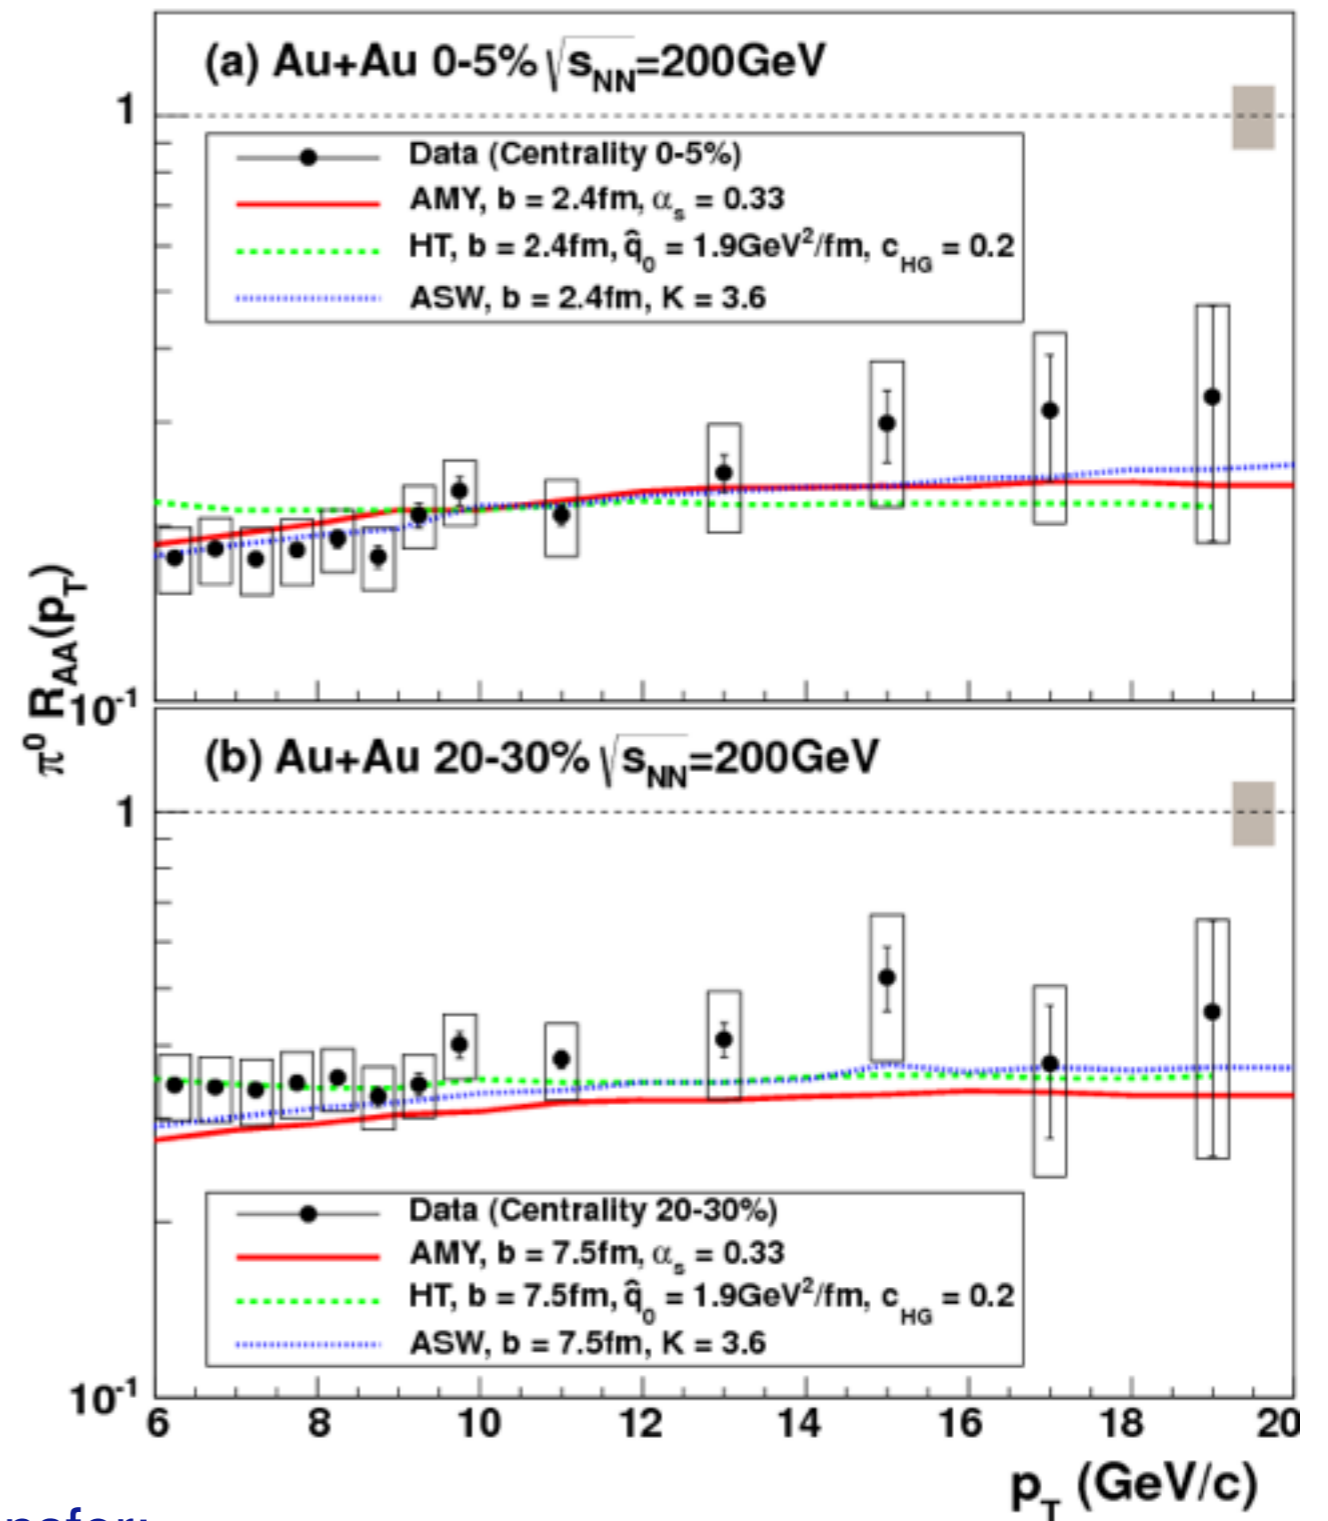 (a) Au+Au 0-5% √sNN=200GeV
1
Data (Centrality 0-5%)
AMY, b = 2.4fm, αs = 0.33
HT, b = 2.4fm, q̂0 = 1.9GeV²/fm, cHG = 0.2
ASW, b = 2.4fm, K = 3.6
π⁰ RAA(pT)
10⁻¹
(b) Au+Au 20-30% √sNN=200GeV
1
Data (Centrality 20-30%)
AMY, b = 7.5fm, αs = 0.33
HT, b = 7.5fm, q̂0 = 1.9GeV²/fm, cHG = 0.2
ASW, b = 7.5fm, K = 3.6
10⁻¹
6 8 10 12 14 16 18 20
pT (GeV/c)